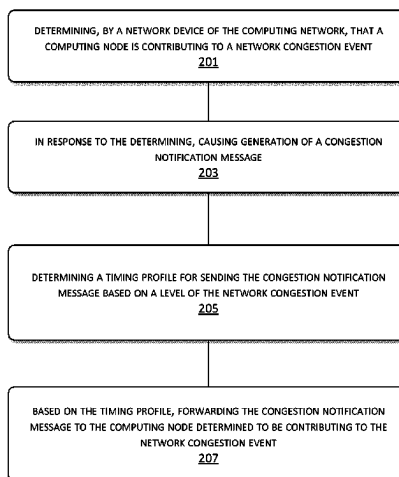 DETERMINING, BY A NETWORK DEVICE OF THE COMPUTING NETWORK, THAT A
COMPUTING NODE IS CONTRIBUTING TO A NETWORK CONGESTION EVENT
201
IN RESPONSE TO THE DETERMINING, CAUSING GENERATION OF A CONGESTION
NOTIFICATION MESSAGE
203
DETERMINING A TIMING PROFILE FOR SENDING THE CONGESTION NOTIFICATION
MESSAGE BASED ON A LEVEL OF THE NETWORK CONGESTION EVENT
205
BASED ON THE TIMING PROFILE, FORWARDING THE CONGESTION NOTIFICATION
MESSAGE TO THE COMPUTING NODE DETERMINED TO BE CONTRIBUTING TO THE
NETWORK CONGESTION EVENT
207